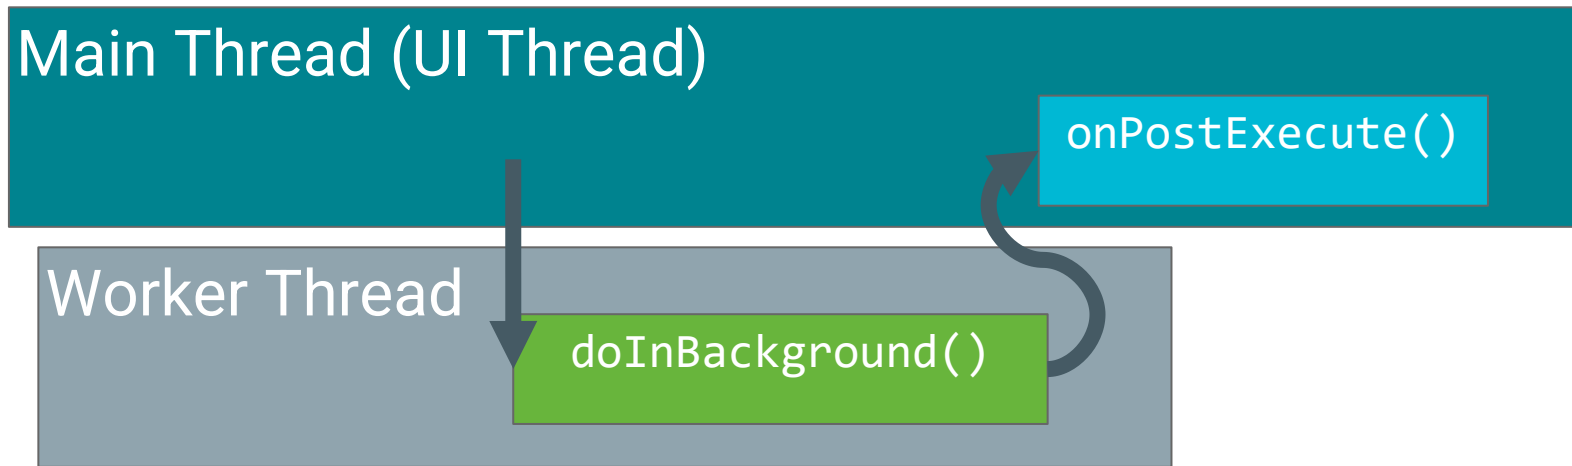 Main Thread (UI Thread)
onPostExecute()
Worker Thread
doInBackground()